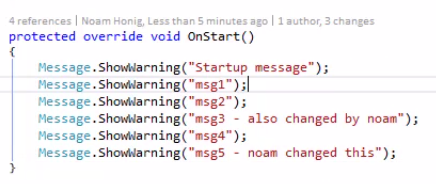 4 references | Noam Honig, Less than 5 minutes ago | 1 author, 3 changes
protected override void OnStart()
{
Message.ShowWarning("Startup message");
Message.ShowWarning("msg1");
Message.ShowWarning("msg2");
Message.ShowWarning("msg3 - also changed by noam");
Message.ShowWarning("msg4");
Message.ShowWarning("msg5 - noam changed this");
}